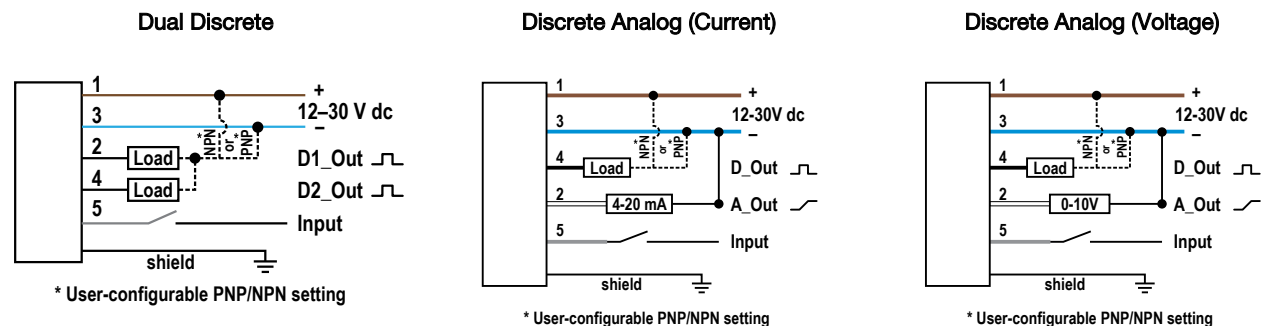 Dual Discrete
1
+
12–30 V dc
3
–
* NPN
or
* PNP
2
Load
D1_Out
4
Load
D2_Out
5
Input
shield
* User-configurable PNP/NPN setting
Discrete Analog (Current)
1
+
12-30V dc
3
–
* NPN
or
* PNP
4
Load
D_Out
2
4-20 mA
A_Out
5
Input
shield
* User-configurable PNP/NPN setting
Discrete Analog (Voltage)
1
+
12-30V dc
3
–
* NPN
or
* PNP
4
Load
D_Out
2
0-10V
A_Out
5
Input
shield
* User-configurable PNP/NPN setting